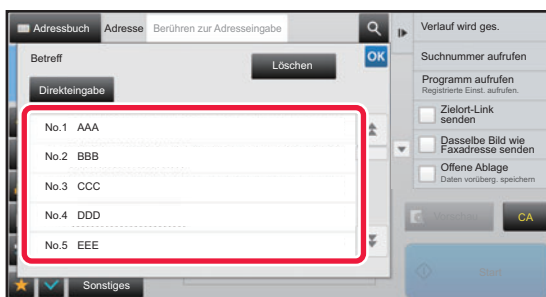 Adressbuch Adresse Berühren zur Adresseingabe
Betreff
Löschen
OK
Direkteingabe
No.1 AAA
No.2 BBB
No.3 CCC
No.4 DDD
No.5 EEE
Sonstiges
Verlauf wird ges.
Suchnummer aufrufen
Programm aufrufen
Registrierte Einst. aufrufen.
Zielort-Link
senden
Dasselbe Bild wie
Faxadresse senden
Offene Ablage
Daten vorüberg. speichern
CA
Start